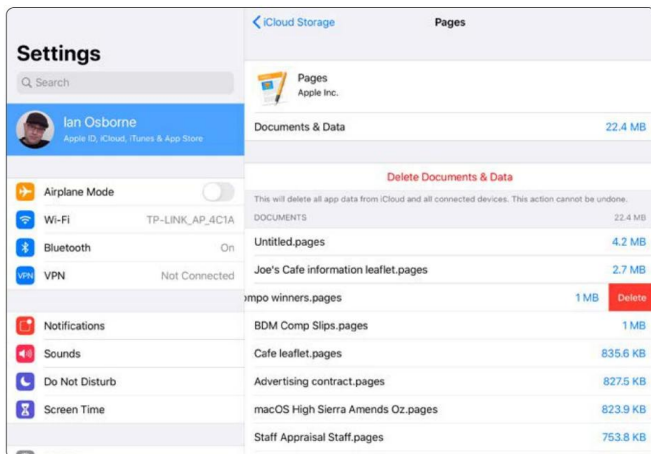 iCloud Storage
Pages
Settings
Search
Pages
Apple Inc.
Ian Osborne
Apple ID, iCloud, iTunes & App Store
Documents & Data 22.4 MB
Delete Documents & Data
This will delete all app data from iCloud and all connected devices. This action cannot be undone.
Airplane Mode
Wi-Fi TP-LINK_AP_4C1A
Bluetooth On
VPN VPN Not Connected
Notifications
Sounds
Do Not Disturb
Screen Time
DOCUMENTS 22.4 MB
Untitled.pages 4.2 MB
Joe's Cafe information leaflet.pages 2.7 MB
ompo winners.pages 1 MB Delete
BDM Comp Slips.pages 1 MB
Cafe leaflet.pages 835.6 KB
Advertising contract.pages 827.5 KB
macOS High Sierra Amends Oz.pages 823.9 KB
Staff Appraisal Staff.pages 753.8 KB